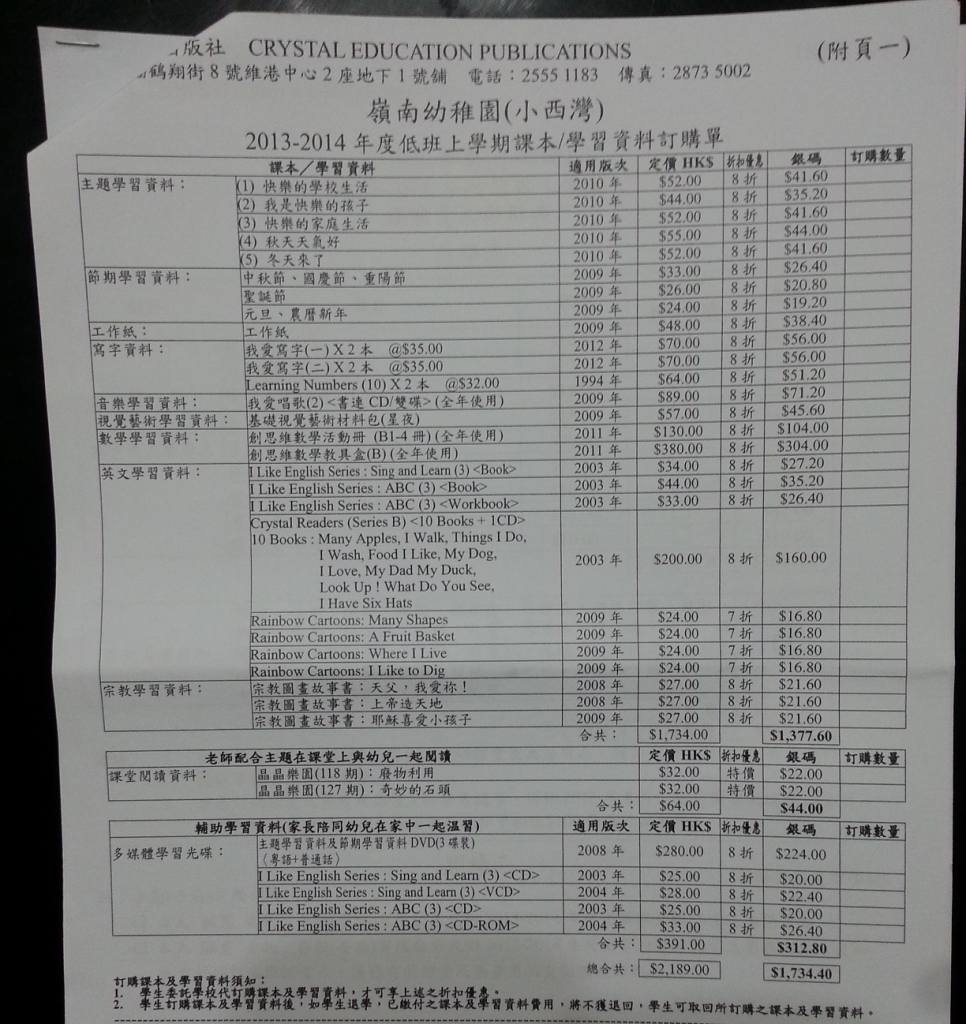 版社 CRYSTAL EDUCATION PUBLICATIONS (附頁一)
鶴翔街8號維港中心2座地下1號舖 電話:2555 1183 傳真:2873 5002
嶺南幼稚園(小西灣)
2013-2014 年度低班上學期課本/學習資料訂購單
課本/學習資料 適用版次 定價 HK$ 折扣優惠 銀碼 訂購數量
主題學習資料: (1) 快樂的學校生活 2010 年 $52.00 8 折 $41.60
(2) 我是快樂的孩子 2010 年 $44.00 8 折 $35.20
(3) 快樂的家庭生活 2010 年 $52.00 8 折 $41.60
(4) 秋天天氣好 2010 年 $55.00 8 折 $44.00
(5) 冬天來了 2010 年 $52.00 8 折 $41.60
節期學習資料: 中秋節、國慶節、重陽節 2009 年 $33.00 8 折 $26.40
聖誕節 2009 年 $26.00 8 折 $20.80
元旦、農曆新年 2009 年 $24.00 8 折 $19.20
工作紙: 工作紙 2009 年 $48.00 8 折 $38.40
寫字資料: 我愛寫字(一) X 2 本 @$35.00 2012 年 $70.00 8 折 $56.00
我愛寫字(二) X 2 本 @$35.00 2012 年 $70.00 8 折 $56.00
Learning Numbers (10) X 2 本 @$32.00 1994 年 $64.00 8 折 $51.20
音樂學習資料: 我愛唱歌(2) <書連 CD/雙碟> (全年使用) 2009 年 $89.00 8 折 $71.20
視覺藝術學習資料: 基礎視覺藝術材料包(星夜) 2009 年 $57.00 8 折 $45.60
數學學習資料: 創思維數學活動冊 (B1-4 冊) (全年使用) 2011 年 $130.00 8 折 $104.00
創思維數學教具盒(B) (全年使用) 2011 年 $380.00 8 折 $304.00
英文學習資料: I Like English Series : Sing and Learn (3) <Book> 2003 年 $34.00 8 折 $27.20
I Like English Series : ABC (3) <Book> 2003 年 $44.00 8 折 $35.20
I Like English Series : ABC (3) <Workbook> 2003 年 $33.00 8 折 $26.40
Crystal Readers (Series B) <10 Books + 1CD>
10 Books : Many Apples, I Walk, Things I Do,
I Wash, Food I Like, My Dog, 2003 年 $200.00 8 折 $160.00
I Love, My Dad My Duck,
Look Up ! What Do You See,
I Have Six Hats
Rainbow Cartoons: Many Shapes 2009 年 $24.00 7 折 $16.80
Rainbow Cartoons: A Fruit Basket 2009 年 $24.00 7 折 $16.80
Rainbow Cartoons: Where I Live 2009 年 $24.00 7 折 $16.80
Rainbow Cartoons: I Like to Dig 2009 年 $24.00 7 折 $16.80
宗教學習資料: 宗教圖畫故事書:天父,我愛祢! 2008 年 $27.00 8 折 $21.60
宗教圖畫故事書:上帝造天地 2008 年 $27.00 8 折 $21.60
宗教圖畫故事書:耶穌喜愛小孩子 2009 年 $27.00 8 折 $21.60
合共: $1,734.00 $1,377.60
老師配合主題在課堂上與幼兒一起閱讀 定價 HK$ 折扣優惠 銀碼 訂購數量
課堂閱讀資料: 晶晶樂園(118 期):廢物利用 $32.00 特價 $22.00
晶晶樂園(127 期):奇妙的石頭 $32.00 特價 $22.00
合共: $64.00 $44.00
輔助學習資料(家長陪同幼兒在家中一起溫習) 適用版次 定價 HK$ 折扣優惠 銀碼 訂購數量
多媒體學習光碟: 主題學習資料及節期學習資料 DVD(3 碟裝) 2008 年 $280.00 8 折 $224.00
〈粵語+普通話〉
I Like English Series : Sing and Learn (3) <CD> 2003 年 $25.00 8 折 $20.00
I Like English Series : Sing and Learn (3) <VCD> 2004 年 $28.00 8 折 $22.40
I Like English Series : ABC (3) <CD> 2003 年 $25.00 8 折 $20.00
I Like English Series : ABC (3) <CD-ROM> 2004 年 $33.00 8 折 $26.40
合共: $391.00 $312.80
總合共: $2,189.00 $1,734.40
訂購課本及學習資料須知:
1. 學生委託學校代訂購課本及學習資料,才可享上述之折扣優惠。
2. 學生訂購課本及學習資料後,如學生退學,已繳付之課本及學習資料費用,將不獲退回,學生可取回所訂購之課本及學習資料。